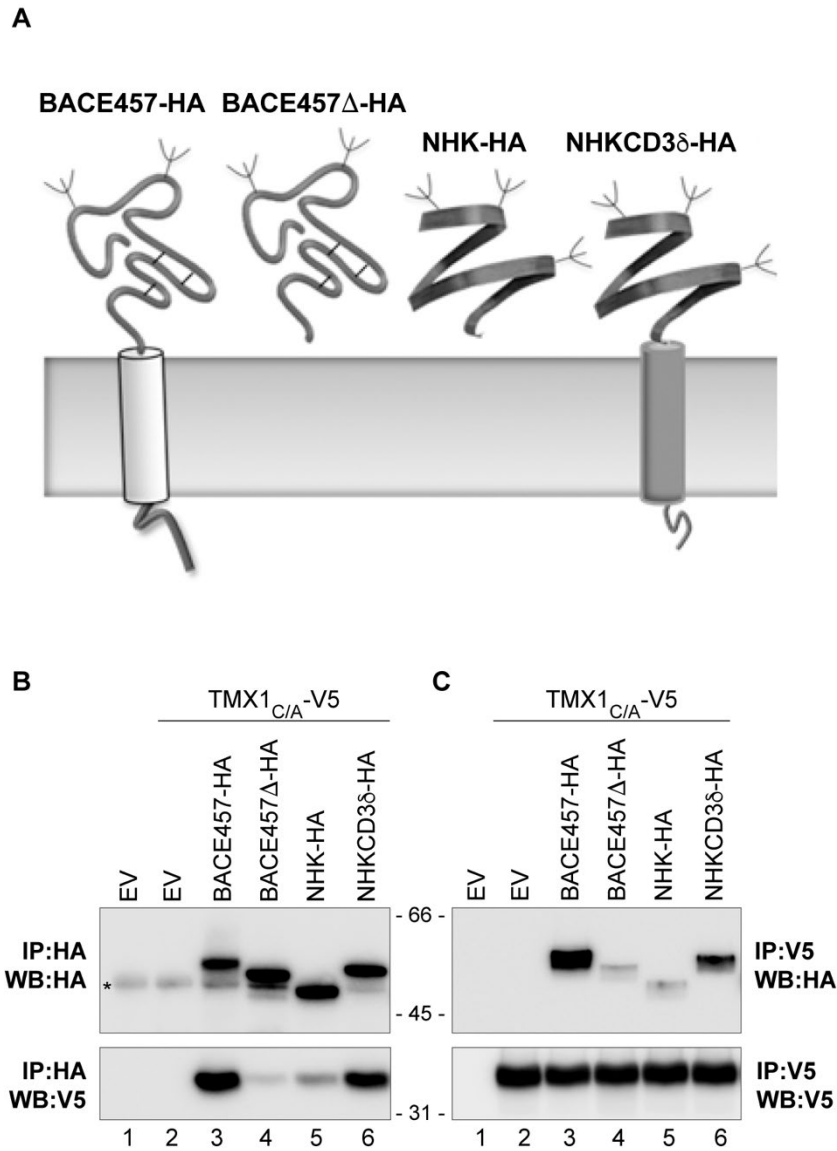 A
BACE457-HA BACE457Δ-HA
NHK-HA NHKCD3δ-HA
B C
TMX1C/A-V5 TMX1C/A-V5
EV EV BACE457-HA BACE457Δ-HA NHK-HA NHKCD3δ-HA
EV EV BACE457-HA BACE457Δ-HA NHK-HA NHKCD3δ-HA
- 66 -
IP:HA IP:V5
WB:HA WB:HA
*
- 45 -
IP:HA IP:V5
WB:V5 WB:V5
- 31 -
1 2 3 4 5 6 1 2 3 4 5 6